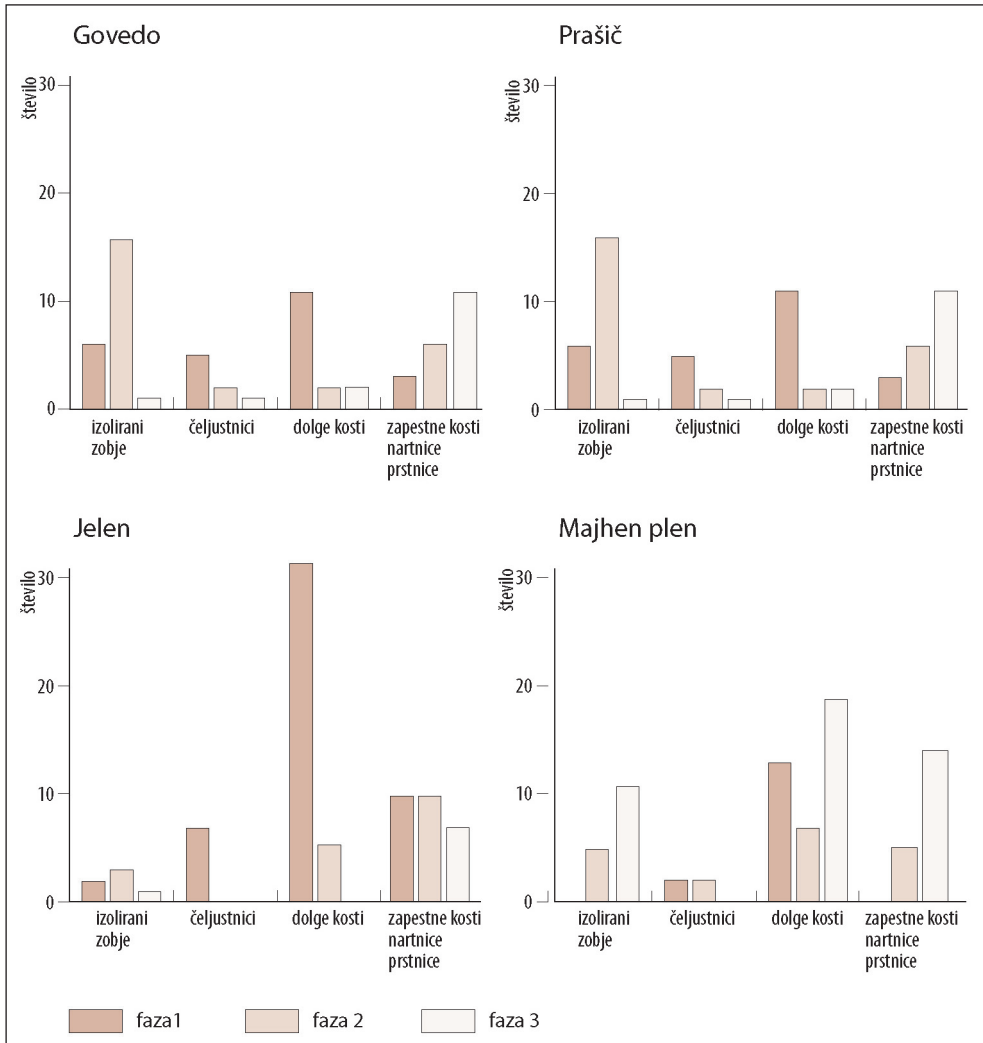 Govedo
število
30
20
10
0
izolirani
zobje
čeljustnici
dolge kosti
zapestne kosti
nartnice
prstnice
Prašič
število
30
20
10
0
izolirani
zobje
čeljustnici
dolge kosti
zapestne kosti
nartnice
prstnice
Jelen
število
30
20
10
0
izolirani
zobje
čeljustnici
dolge kosti
zapestne kosti
nartnice
prstnice
Majhen plen
število
30
20
10
0
izolirani
zobje
čeljustnici
dolge kosti
zapestne kosti
nartnice
prstnice
faza1
faza 2
faza 3